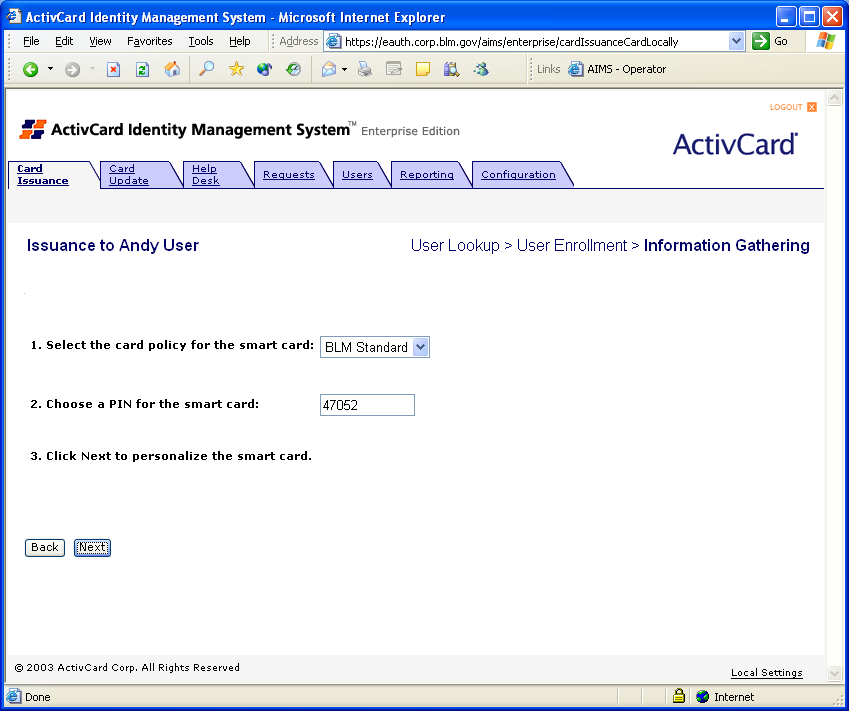 ActivCard Identity Management System - Microsoft Internet Explorer
File Edit View Favorites Tools Help
Address https://eauth.corp.blm.gov/aims/enterprise/cardIssuanceCardLocally Go
Links AIMS - Operator
LOGOUT X
ActivCard Identity Management System™ Enterprise Edition
ActivCard
Card Issuance
Card Update
Help Desk
Requests
Users
Reporting
Configuration
Issuance to Andy User
User Lookup > User Enrollment > Information Gathering
1. Select the card policy for the smart card: BLM Standard
2. Choose a PIN for the smart card: 47052
3. Click Next to personalize the smart card.
Back Next
© 2003 ActivCard Corp. All Rights Reserved
Local Settings
Done
Internet